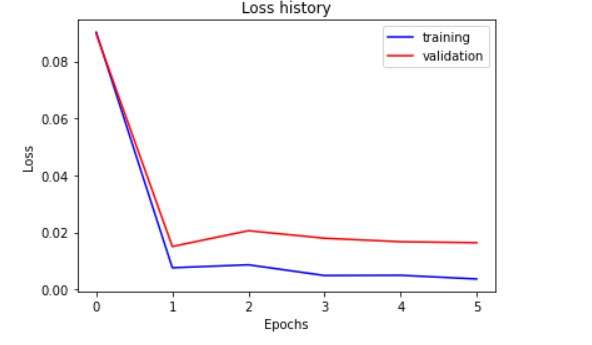 Loss history
training
validation
Loss
0.08
0.06
0.04
0.02
0.00
0 1 2 3 4 5
Epochs